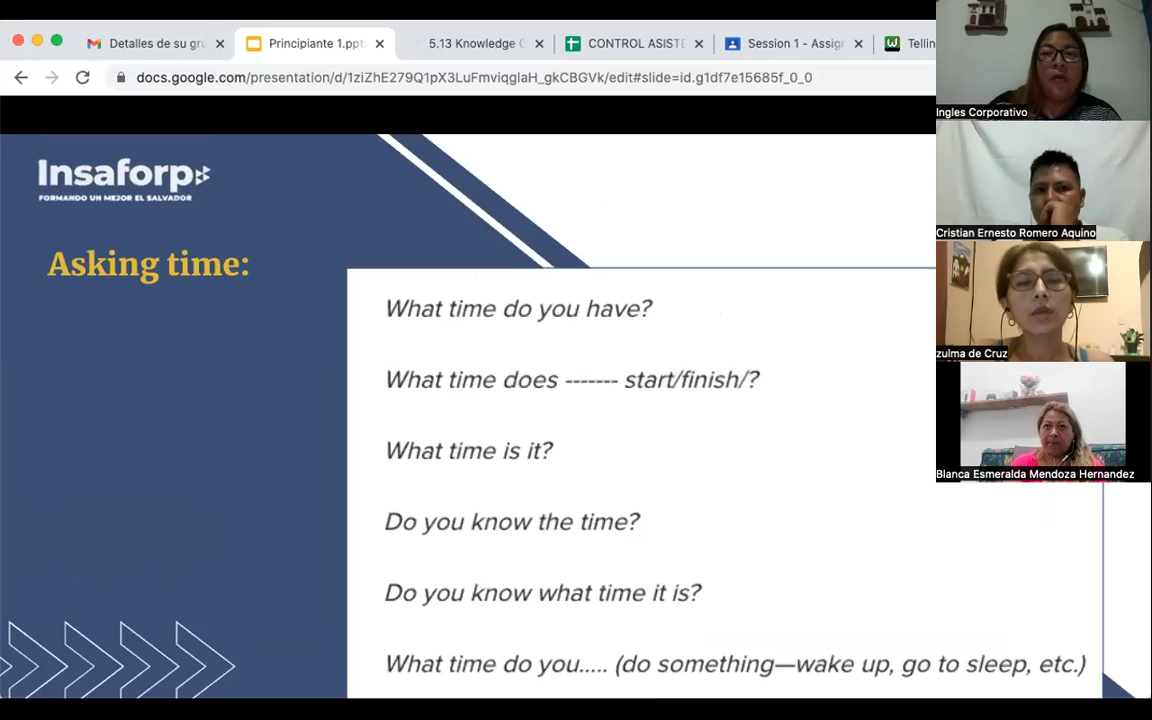 Detalles de su gru
Principiante 1.ppt
5.13 Knowledge C
CONTROL ASIST
Session 1 - Assig
Tellin
docs.google.com/presentation/d/1ziZhE279Q1pX3LuFmviqglaH_gkCBGVk/edit#slide=id.g1df7e15685f_0_0
Insaforp
FORMANDO UN MEJOR EL SALVADOR
Asking time:
What time do you have?
What time does ------- start/finish/?
What time is it?
Do you know the time?
Do you know what time it is?
What time do you..... (do something—wake up, go to sleep, etc.)
Ingles Corporativo
Cristian Ernesto Romero Aquino
zulma de Cruz
Blanca Esmeralda Mendoza Hernandez